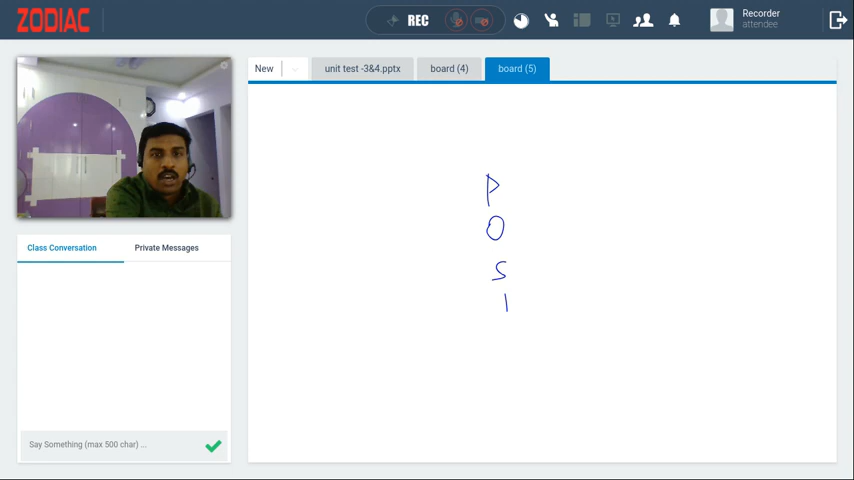 ZODIAC
REC
Recorder
attendee
New
unit test -3&4.pptx
board (4)
board (5)
Class Conversation
Private Messages
Say Something (max 500 char) ...
P
O
S
I